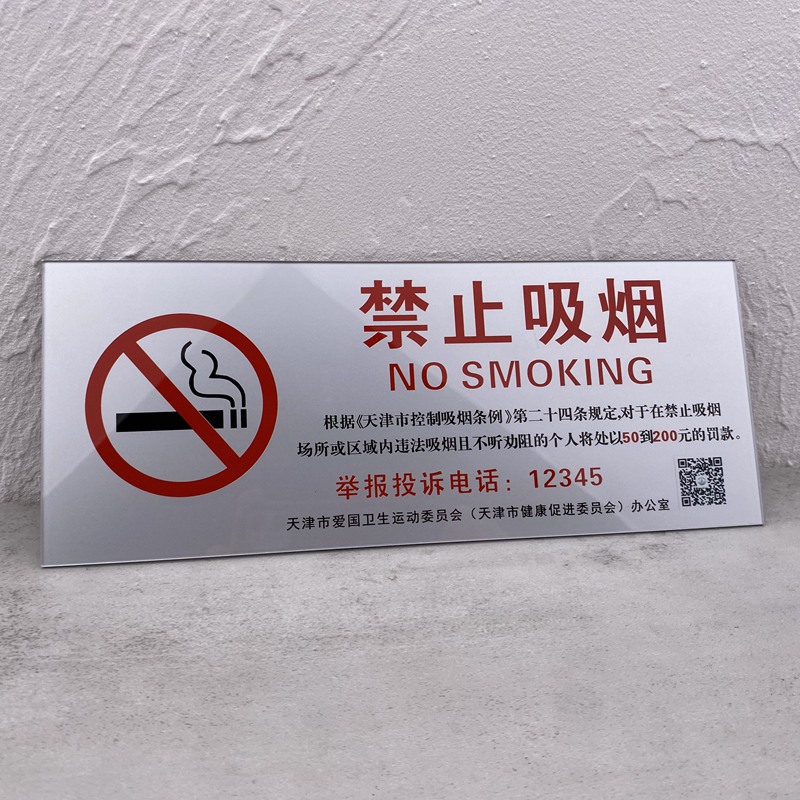 禁止吸烟
NO SMOKING
根据《天津市控制吸烟条例》第二十四条规定,对于在禁止吸烟
场所或区域内违法吸烟且不听劝阻的个人将处以50到200元的罚款。
举报投诉电话：12345
天津市爱国卫生运动委员会（天津市健康促进委员会）办公室